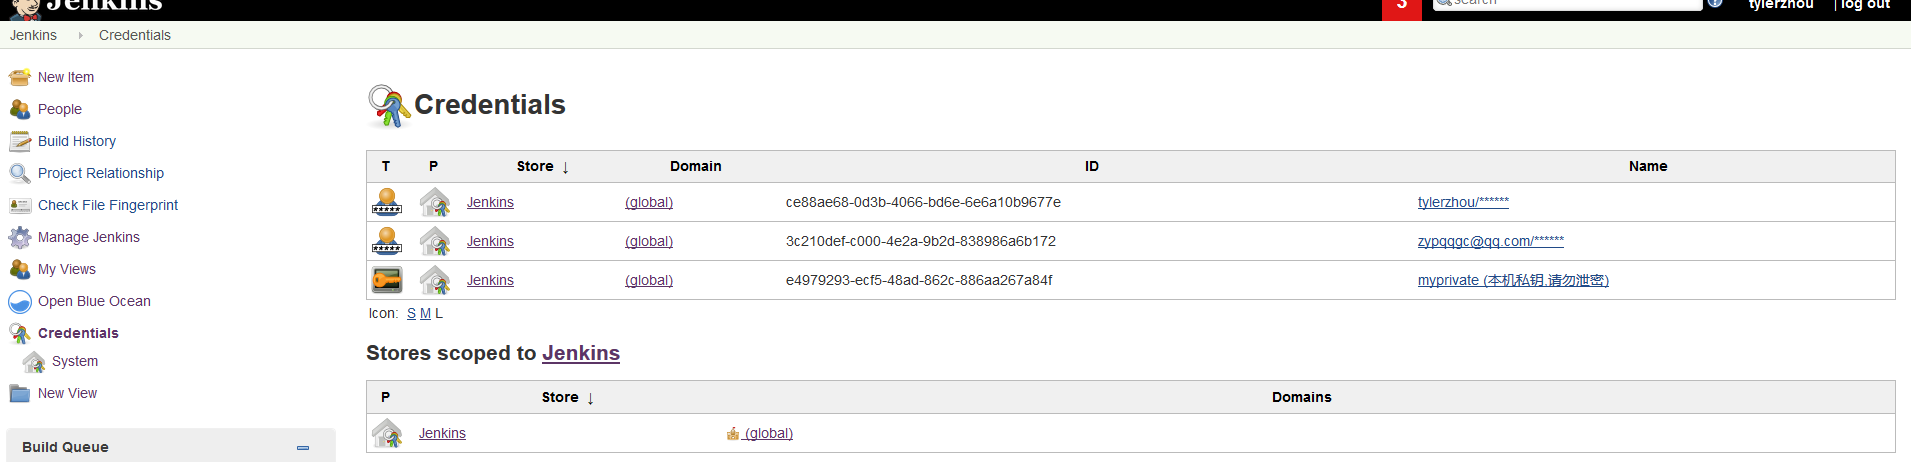 Jenkins
3 search tylerzhou | log out
Jenkins Credentials
New Item
People
Build History
Project Relationship
Check File Fingerprint
Manage Jenkins
My Views
Open Blue Ocean
Credentials
System
New View
Build Queue
Credentials
T P Store ↓ Domain ID Name
Jenkins (global) ce88ae68-0d3b-4066-bd6e-6e6a10b9677e tylerzhou/******
Jenkins (global) 3c210def-c000-4e2a-9b2d-838986a6b172 zypqqgc@qq.com/******
Jenkins (global) e4979293-ecf5-48ad-862c-886aa267a84f myprivate (本机私钥.请勿泄密)
Icon: S M L
Stores scoped to Jenkins
P Store ↓ Domains
Jenkins (global)